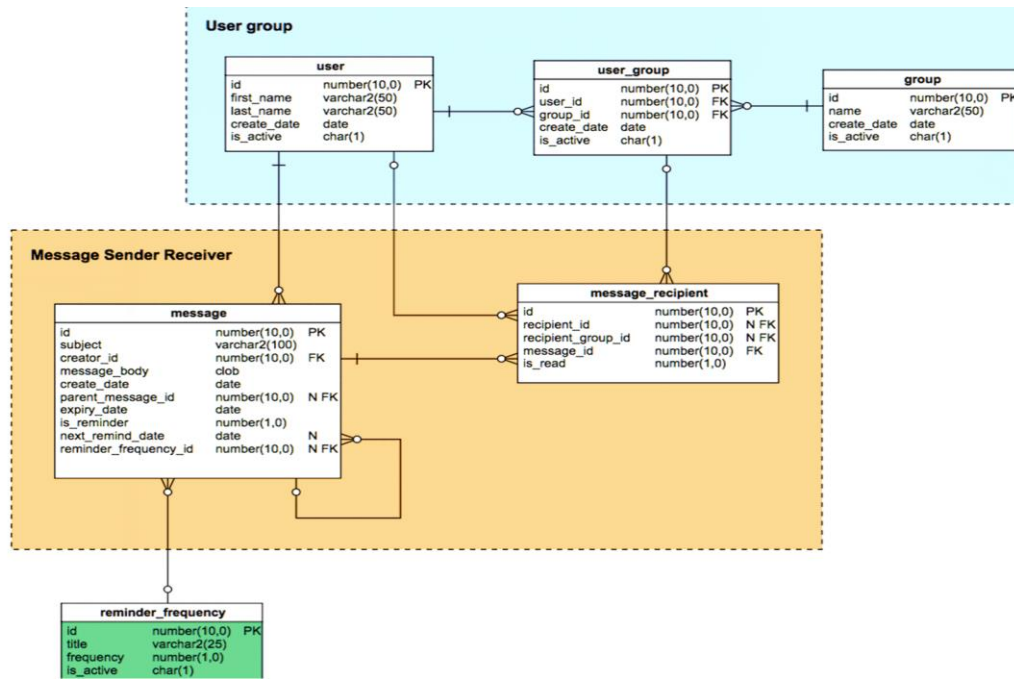 User group
user
id number(10,0) PK
first_name varchar2(50)
last_name varchar2(50)
create_date date
is_active char(1)
user_group
id number(10,0) PK
user_id number(10,0) FK
group_id number(10,0) FK
create_date date
is_active char(1)
group
id number(10,0) PK
name varchar2(50)
create_date date
is_active char(1)
Message Sender Receiver
message
id number(10,0) PK
subject varchar2(100)
creator_id number(10,0) FK
message_body clob
create_date date
parent_message_id number(10,0) N FK
expiry_date date
is_reminder number(1,0)
next_remind_date date N
reminder_frequency_id number(10,0) N FK
message_recipient
id number(10,0) PK
recipient_id number(10,0) N FK
recipient_group_id number(10,0) N FK
message_id number(10,0) FK
is_read number(1,0)
reminder_frequency
id number(10,0) PK
title varchar2(25)
frequency number(1,0)
is_active char(1)